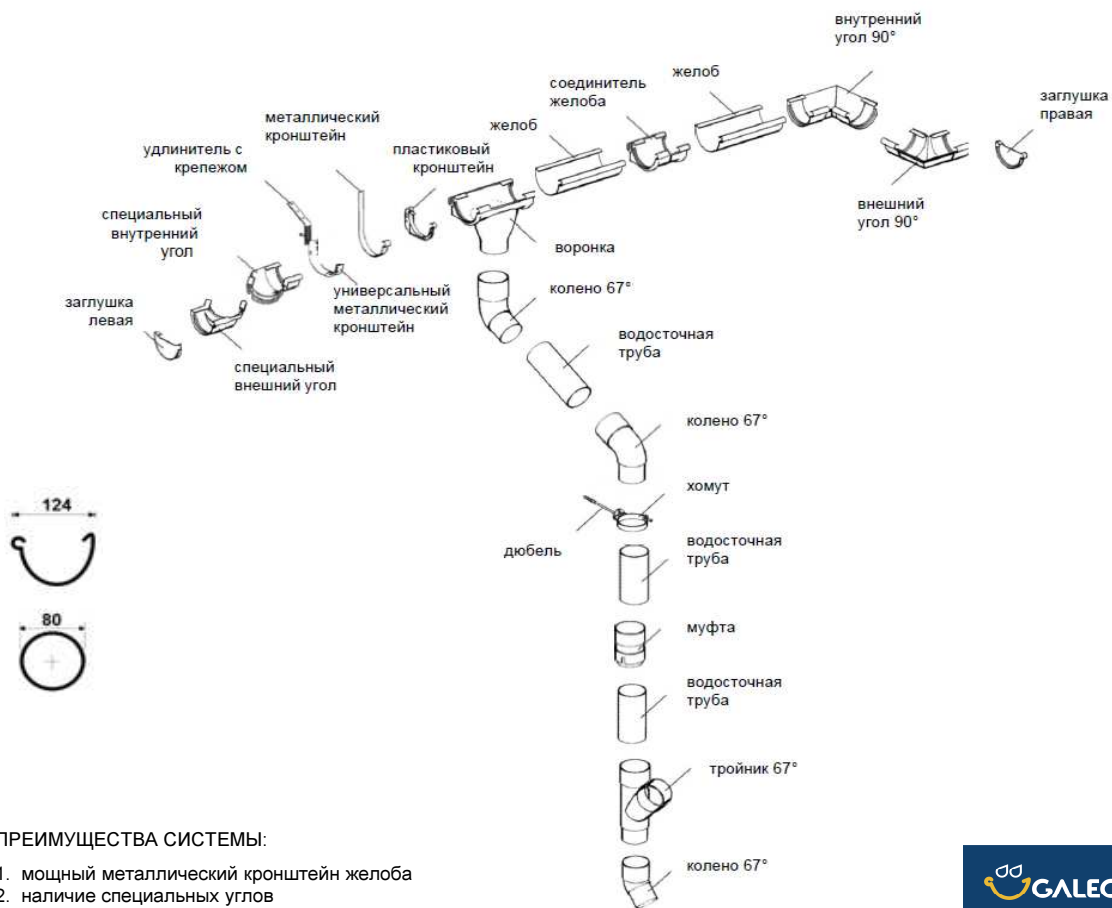 внутренний
угол 90°
желоб
соединитель
желоба
заглушка
правая
металлический
кронштейн
желоб
удлинитель с
крепежом
пластиковый
кронштейн
специальный
внутренний
угол
внешний
угол 90°
воронка
заглушка
левая
универсальный
металлический
кронштейн
колено 67°
водосточная
труба
специальный
внешний угол
колено 67°
хомут
124
дюбель
водосточная
труба
80
муфта
водосточная
труба
тройник 67°
ПРЕИМУЩЕСТВА СИСТЕМЫ:
1. мощный металлический кронштейн желоба
2. наличие специальных углов
колено 67°
GALEC